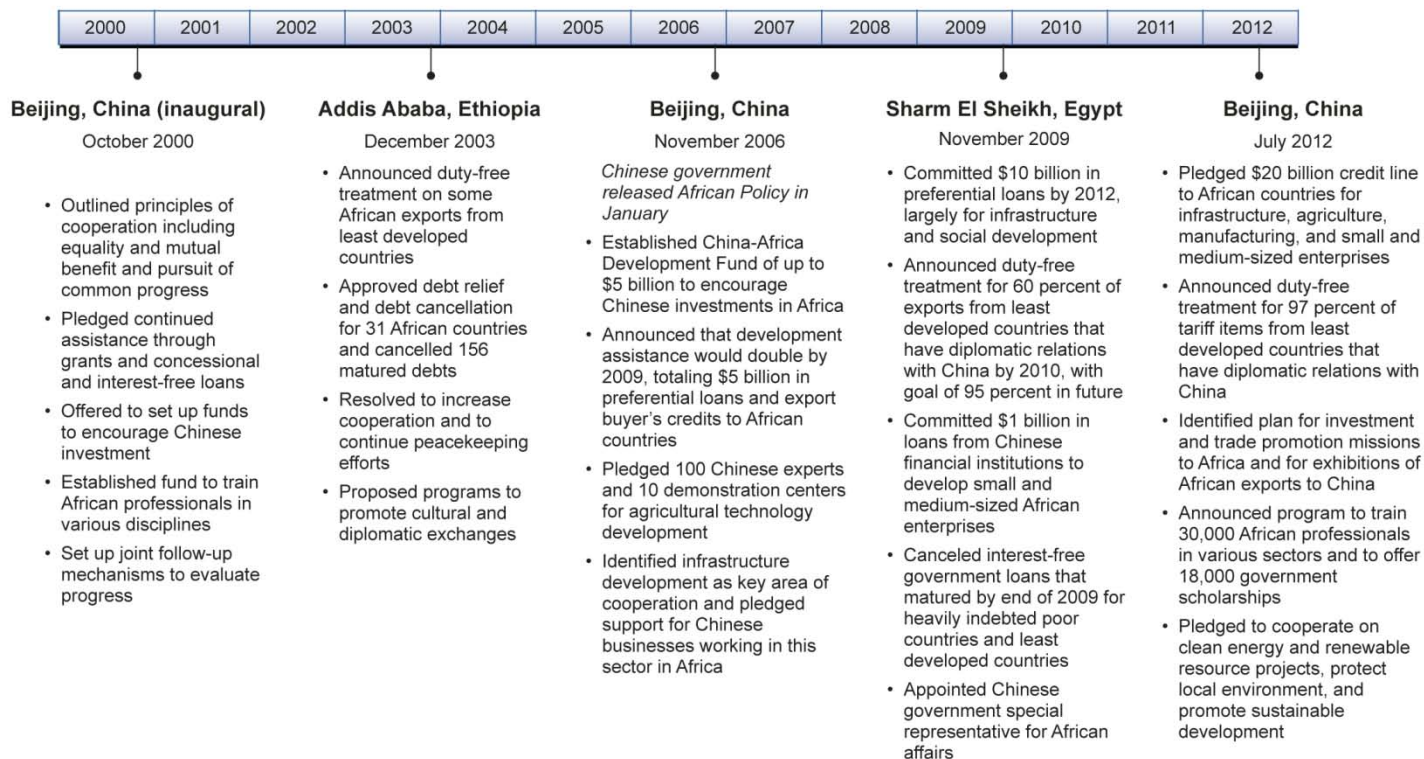 2000 2001 2002 2003 2004 2005 2006 2007 2008 2009 2010 2011 2012
Beijing, China (inaugural)
October 2000
• Outlined principles of
cooperation including
equality and mutual
benefit and pursuit of
common progress
• Pledged continued
assistance through
grants and concessional
and interest-free loans
• Offered to set up funds
to encourage Chinese
investment
• Established fund to train
African professionals in
various disciplines
• Set up joint follow-up
mechanisms to evaluate
progress
Addis Ababa, Ethiopia
December 2003
• Announced duty-free
treatment on some
African exports from
least developed
countries
• Approved debt relief
and debt cancellation
for 31 African countries
and cancelled 156
matured debts
• Resolved to increase
cooperation and to
continue peacekeeping
efforts
• Proposed programs to
promote cultural and
diplomatic exchanges
Beijing, China
November 2006
Chinese government
released African Policy in
January
• Established China-Africa
Development Fund of up to
$5 billion to encourage
Chinese investments in Africa
• Announced that development
assistance would double by
2009, totaling $5 billion in
preferential loans and export
buyer's credits to African
countries
• Pledged 100 Chinese experts
and 10 demonstration centers
for agricultural technology
development
• Identified infrastructure
development as key area of
cooperation and pledged
support for Chinese
businesses working in this
sector in Africa
Sharm El Sheikh, Egypt
November 2009
• Committed $10 billion in
preferential loans by 2012,
largely for infrastructure
and social development
• Announced duty-free
treatment for 60 percent of
exports from least
developed countries that
have diplomatic relations
with China by 2010, with
goal of 95 percent in future
• Committed $1 billion in
loans from Chinese
financial institutions to
develop small and
medium-sized African
enterprises
• Canceled interest-free
government loans that
matured by end of 2009 for
heavily indebted poor
countries and least
developed countries
• Appointed Chinese
government special
representative for African
affairs
Beijing, China
July 2012
• Pledged $20 billion credit line
to African countries for
infrastructure, agriculture,
manufacturing, and small and
medium-sized enterprises
• Announced duty-free
treatment for 97 percent of
tariff items from least
developed countries that
have diplomatic relations with
China
• Identified plan for investment
and trade promotion missions
to Africa and for exhibitions of
African exports to China
• Announced program to train
30,000 African professionals
in various sectors and to offer
18,000 government
scholarships
• Pledged to cooperate on
clean energy and renewable
resource projects, protect
local environment, and
promote sustainable
development